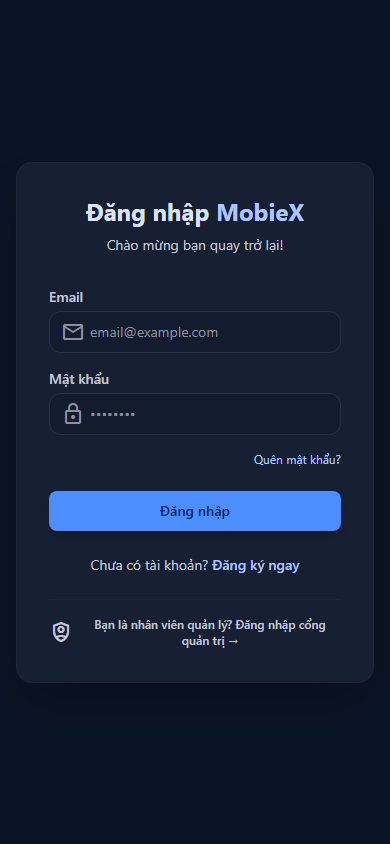 Đăng nhập MobieX
Chào mừng bạn quay trở lại!
Email
email@example.com
Mật khẩu
••••••••
Quên mật khẩu?
Đăng nhập
Chưa có tài khoản? Đăng ký ngay
Bạn là nhân viên quản lý? Đăng nhập cổng
quản trị →